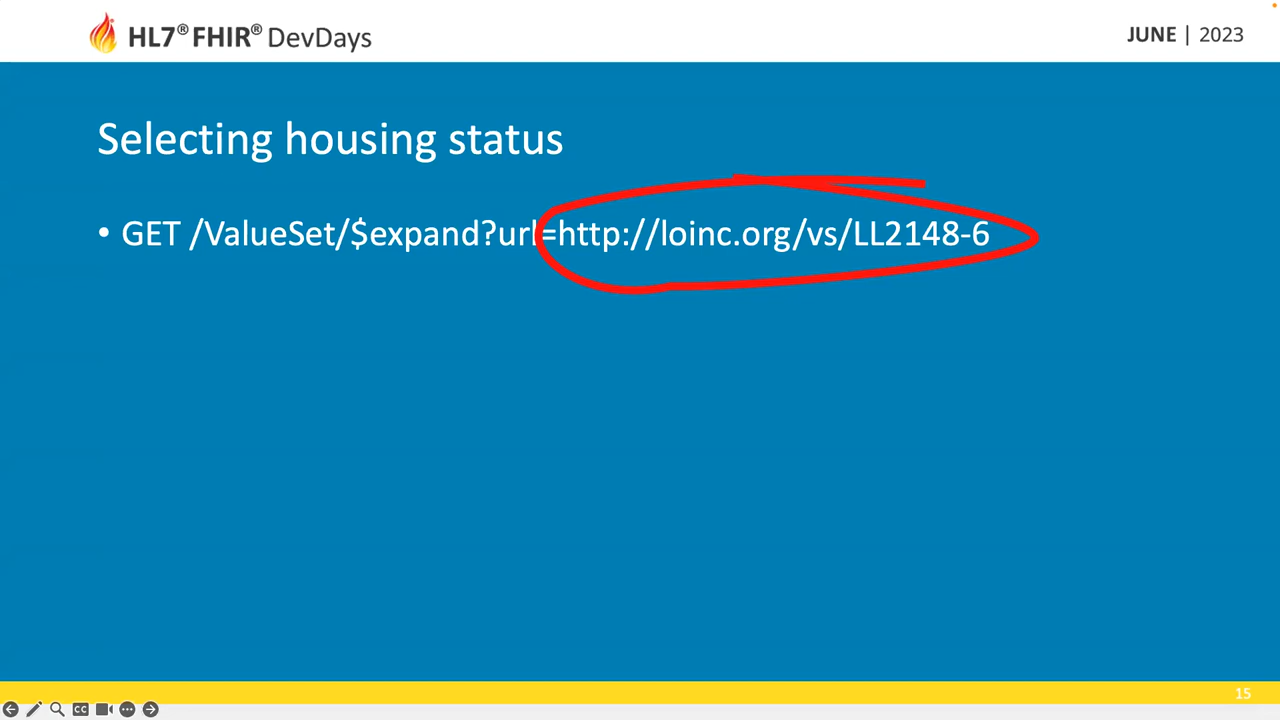 HL7® FHIR® DevDays
JUNE | 2023
Selecting housing status
• GET /ValueSet/$expand?url=http://loinc.org/vs/LL2148-6
15
CC